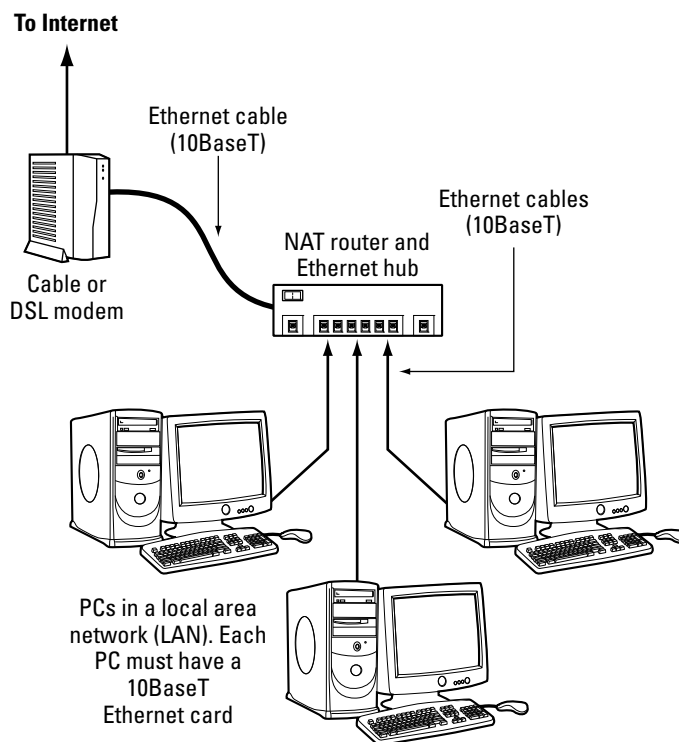 To Internet
Ethernet cable
(10BaseT)
Ethernet cables
(10BaseT)
NAT router and
Ethernet hub
Cable or
DSL modem
PCs in a local area
network (LAN). Each
PC must have a
10BaseT
Ethernet card